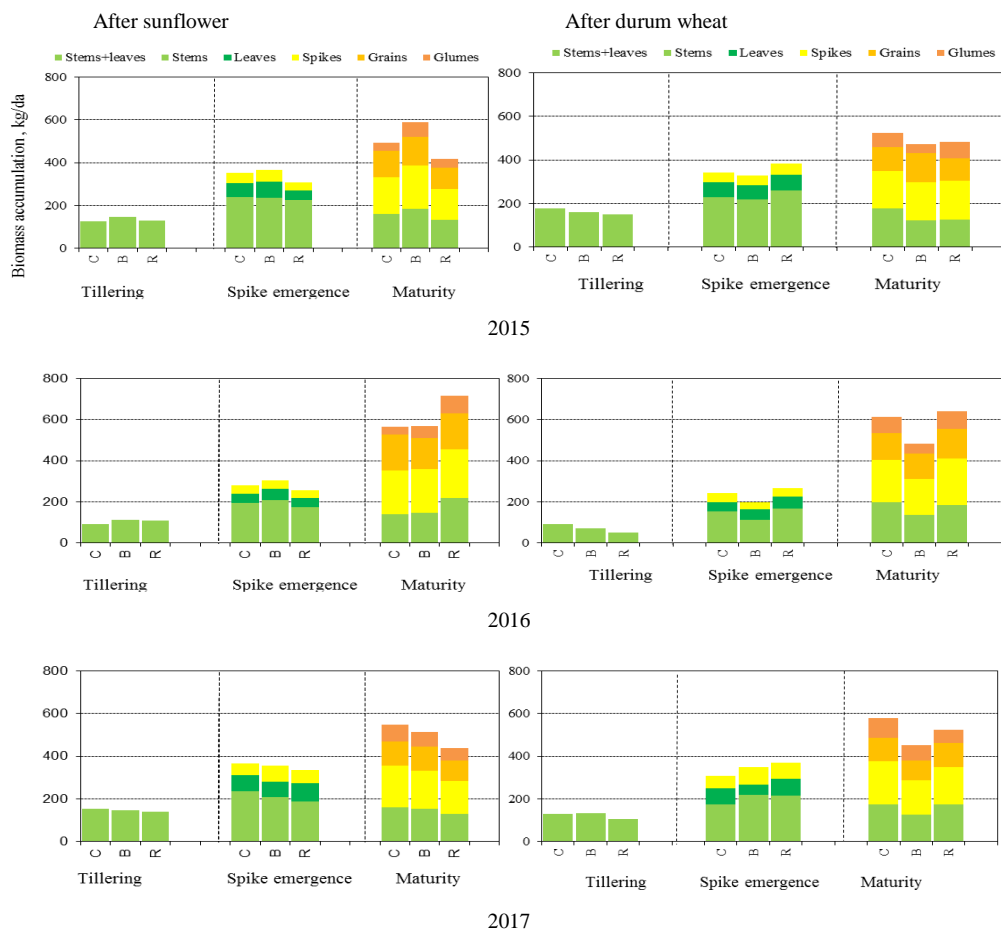 After sunflower
After durum wheat
Stems+leaves Stems Leaves Spikes Grains Glumes
Stems+leaves Stems Leaves Spikes Grains Glumes
Biomass accumulation, kg/da
800
600
400
200
0
C B R C B R C B R
Tillering Spike emergence Maturity
800
600
400
200
0
C B R C B R C B R
Tillering Spike emergence Maturity
2015
800
600
400
200
0
C B R C B R C B R
Tillering Spike emergence Maturity
800
600
400
200
0
C B R C B R C B R
Tillering Spike emergence Maturity
2016
800
600
400
200
0
C B R C B R C B R
Tillering Spike emergence Maturity
800
600
400
200
0
C B R C B R C B R
Tillering Spike emergence Maturity
2017